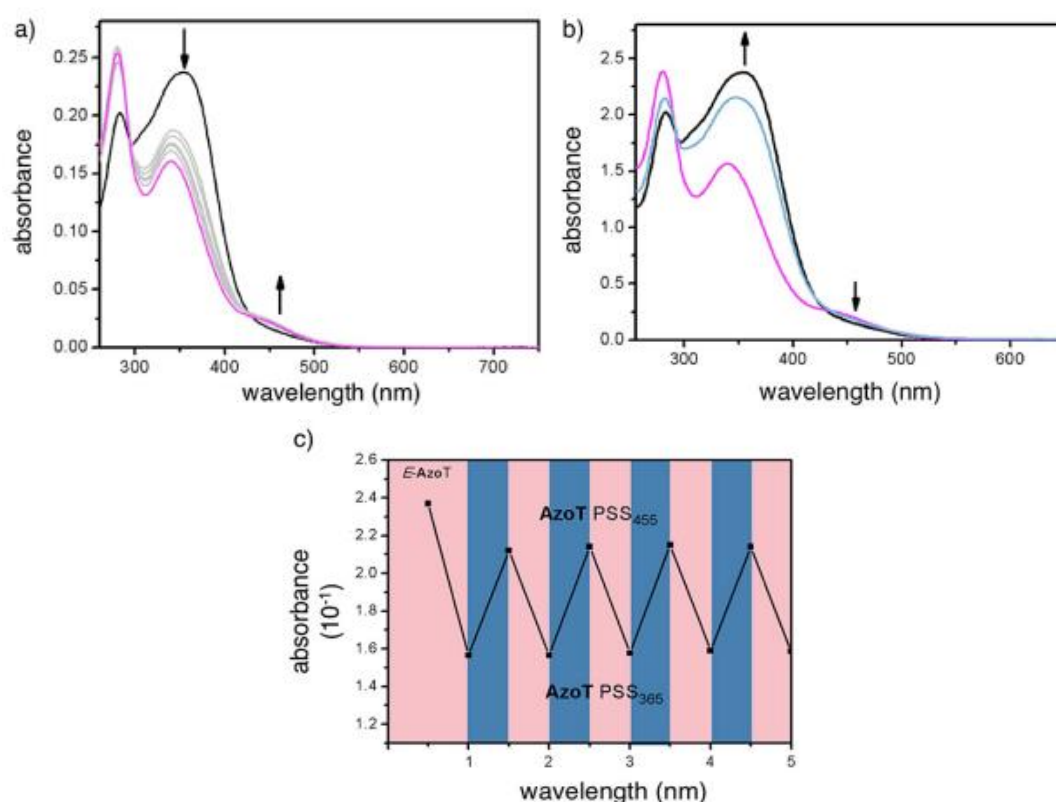 a)
0.25
0.20
0.15
0.10
0.05
0.00
absorbance
300 400 500 600 700
wavelength (nm)
b)
2.5
2.0
1.5
1.0
0.5
0.0
absorbance
300 400 500 600
wavelength (nm)
c)
2.6
2.4
2.2
2.0
1.8
1.6
1.4
1.2
absorbance
(10⁻¹)
E-AzoT
AzoT PSS₄₅₅
AzoT PSS₃₆₅
1 2 3 4 5
wavelength (nm)